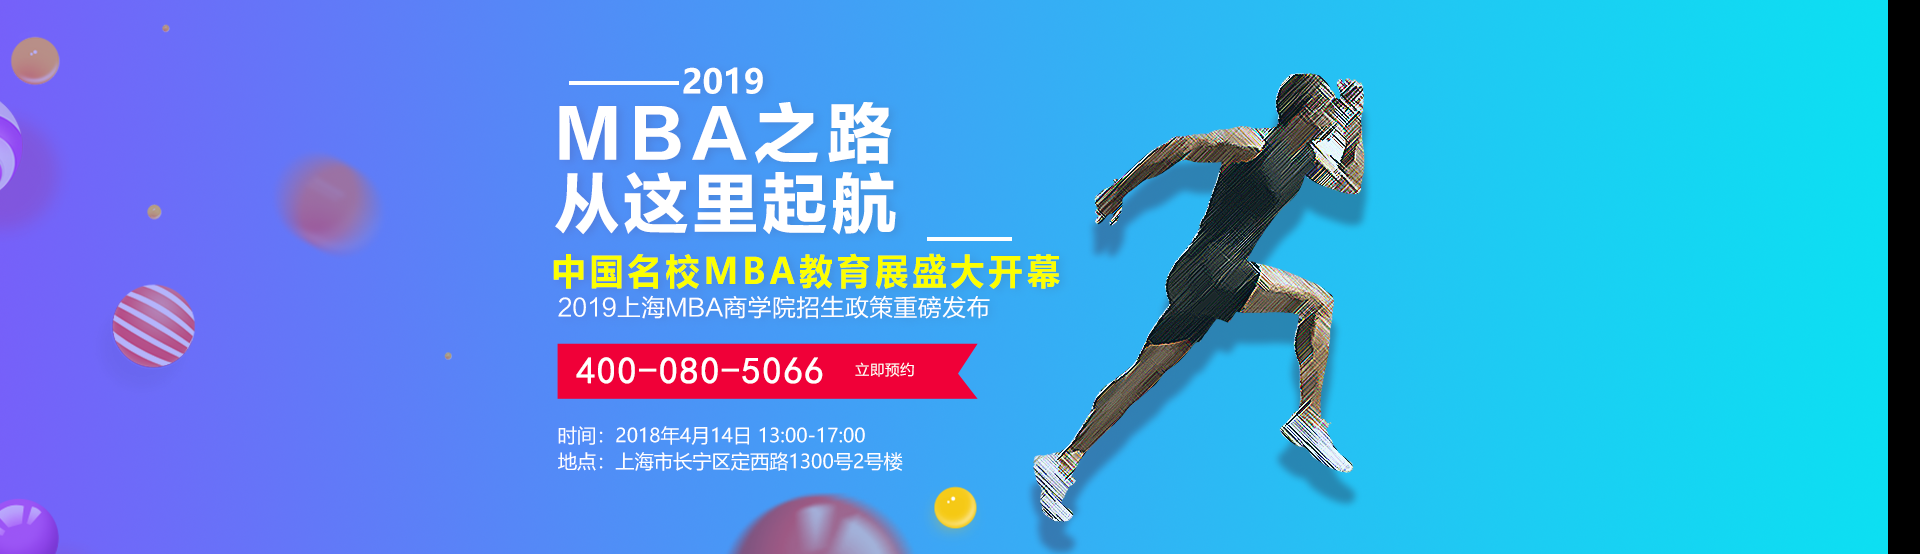 2019
MBA之路
从这里起航
中国名校MBA教育展盛大开幕
2019上海MBA商学院招生政策重磅发布
400-080-5066 立即预约
时间：2018年4月14日 13:00-17:00
地点：上海市长宁区定西路1300号2号楼